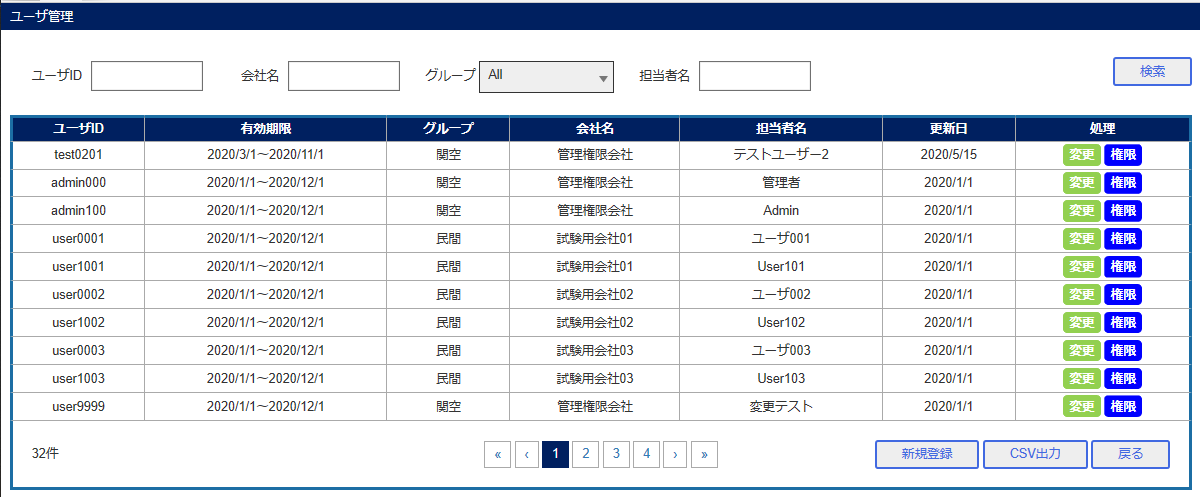 ユーザ管理
ユーザID 会社名 グループ All 担当者名 検索
ユーザID 有効期限 グループ 会社名 担当者名 更新日 処理
test0201 2020/3/1～2020/11/1 関空 管理権限会社 テストユーザー2 2020/5/15 変更 権限
admin000 2020/1/1～2020/12/1 関空 管理権限会社 管理者 2020/1/1 変更 権限
admin100 2020/1/1～2020/12/1 関空 管理権限会社 Admin 2020/1/1 変更 権限
user0001 2020/1/1～2020/12/1 民間 試験用会社01 ユーザ001 2020/1/1 変更 権限
user1001 2020/1/1～2020/12/1 民間 試験用会社01 User101 2020/1/1 変更 権限
user0002 2020/1/1～2020/12/1 民間 試験用会社02 ユーザ002 2020/1/1 変更 権限
user1002 2020/1/1～2020/12/1 民間 試験用会社02 User102 2020/1/1 変更 権限
user0003 2020/1/1～2020/12/1 民間 試験用会社03 ユーザ003 2020/1/1 変更 権限
user1003 2020/1/1～2020/12/1 民間 試験用会社03 User103 2020/1/1 変更 権限
user9999 2020/1/1～2020/12/1 関空 管理権限会社 変更テスト 2020/1/1 変更 権限
32件 « ‹ 1 2 3 4 › » 新規登録 CSV出力 戻る